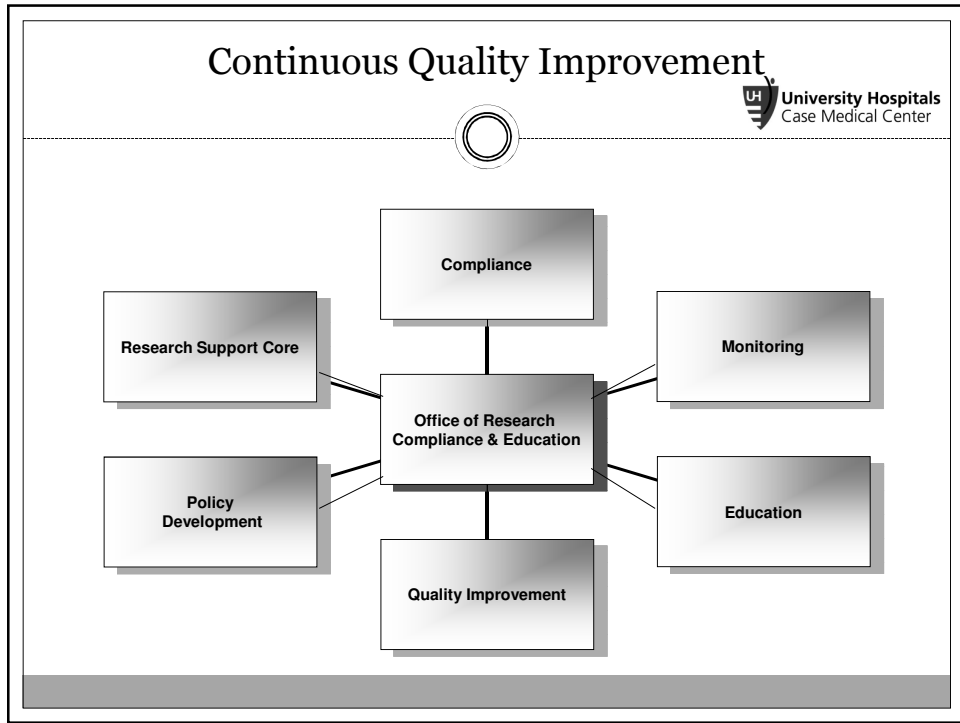 Continuous Quality Improvement
UH
University Hospitals
Case Medical Center
Compliance
Research Support Core
Monitoring
Office of Research
Compliance & Education
Policy
Development
Education
Quality Improvement